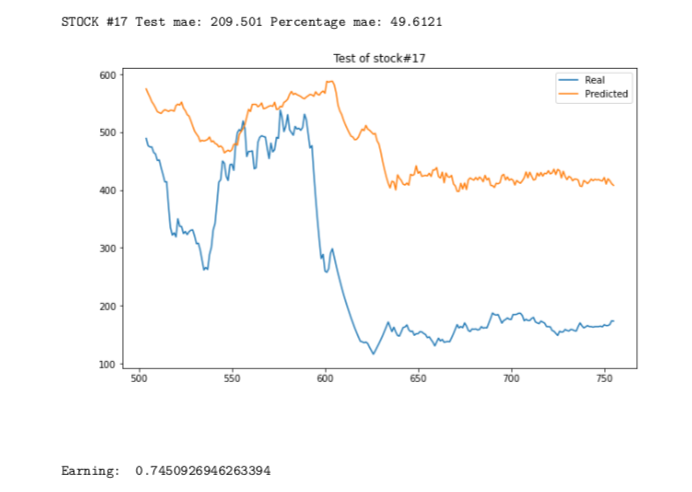 STOCK #17 Test mae: 209.501 Percentage mae: 49.6121
Test of stock#17
Real
Predicted
600
500
400
300
200
100
500 550 600 650 700 750
Earning: 0.7450926946263394